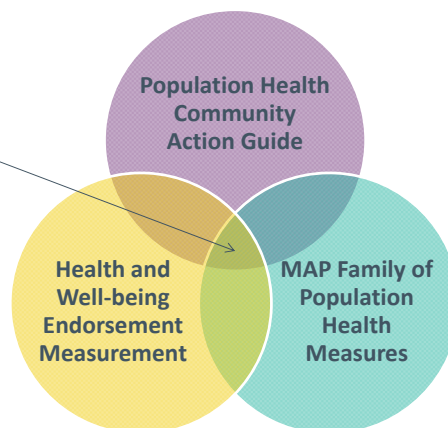 Population Health
Community
Action Guide
Health and
Well-being
Endorsement
Measurement
MAP Family of
Population
Health
Measures